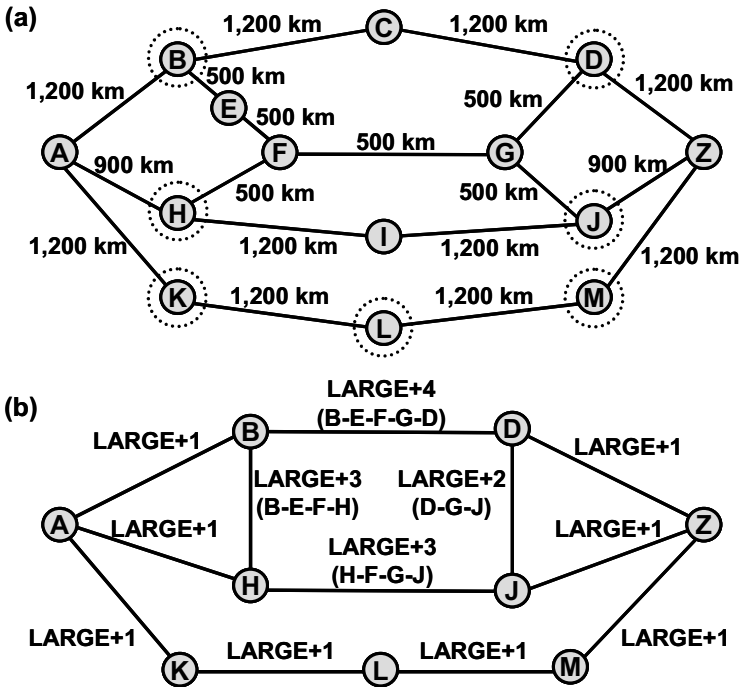 (a)
1,200 km
C
1,200 km
B
D
1,200 km
500 km
E
500 km
500 km
1,200 km
A
900 km
F
500 km
G
900 km
Z
H
500 km
500 km
J
1,200 km
1,200 km
I
1,200 km
1,200 km
K
1,200 km
1,200 km
M
L
(b)
LARGE+4
(B-E-F-G-D)
LARGE+1
B
D
LARGE+1
LARGE+3
(B-E-F-H)
LARGE+2
(D-G-J)
A
LARGE+1
LARGE+1
Z
LARGE+3
(H-F-G-J)
H
J
LARGE+1
LARGE+1
LARGE+1
LARGE+1
K
L
M